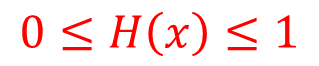 0 ≤ H(x) ≤ 1